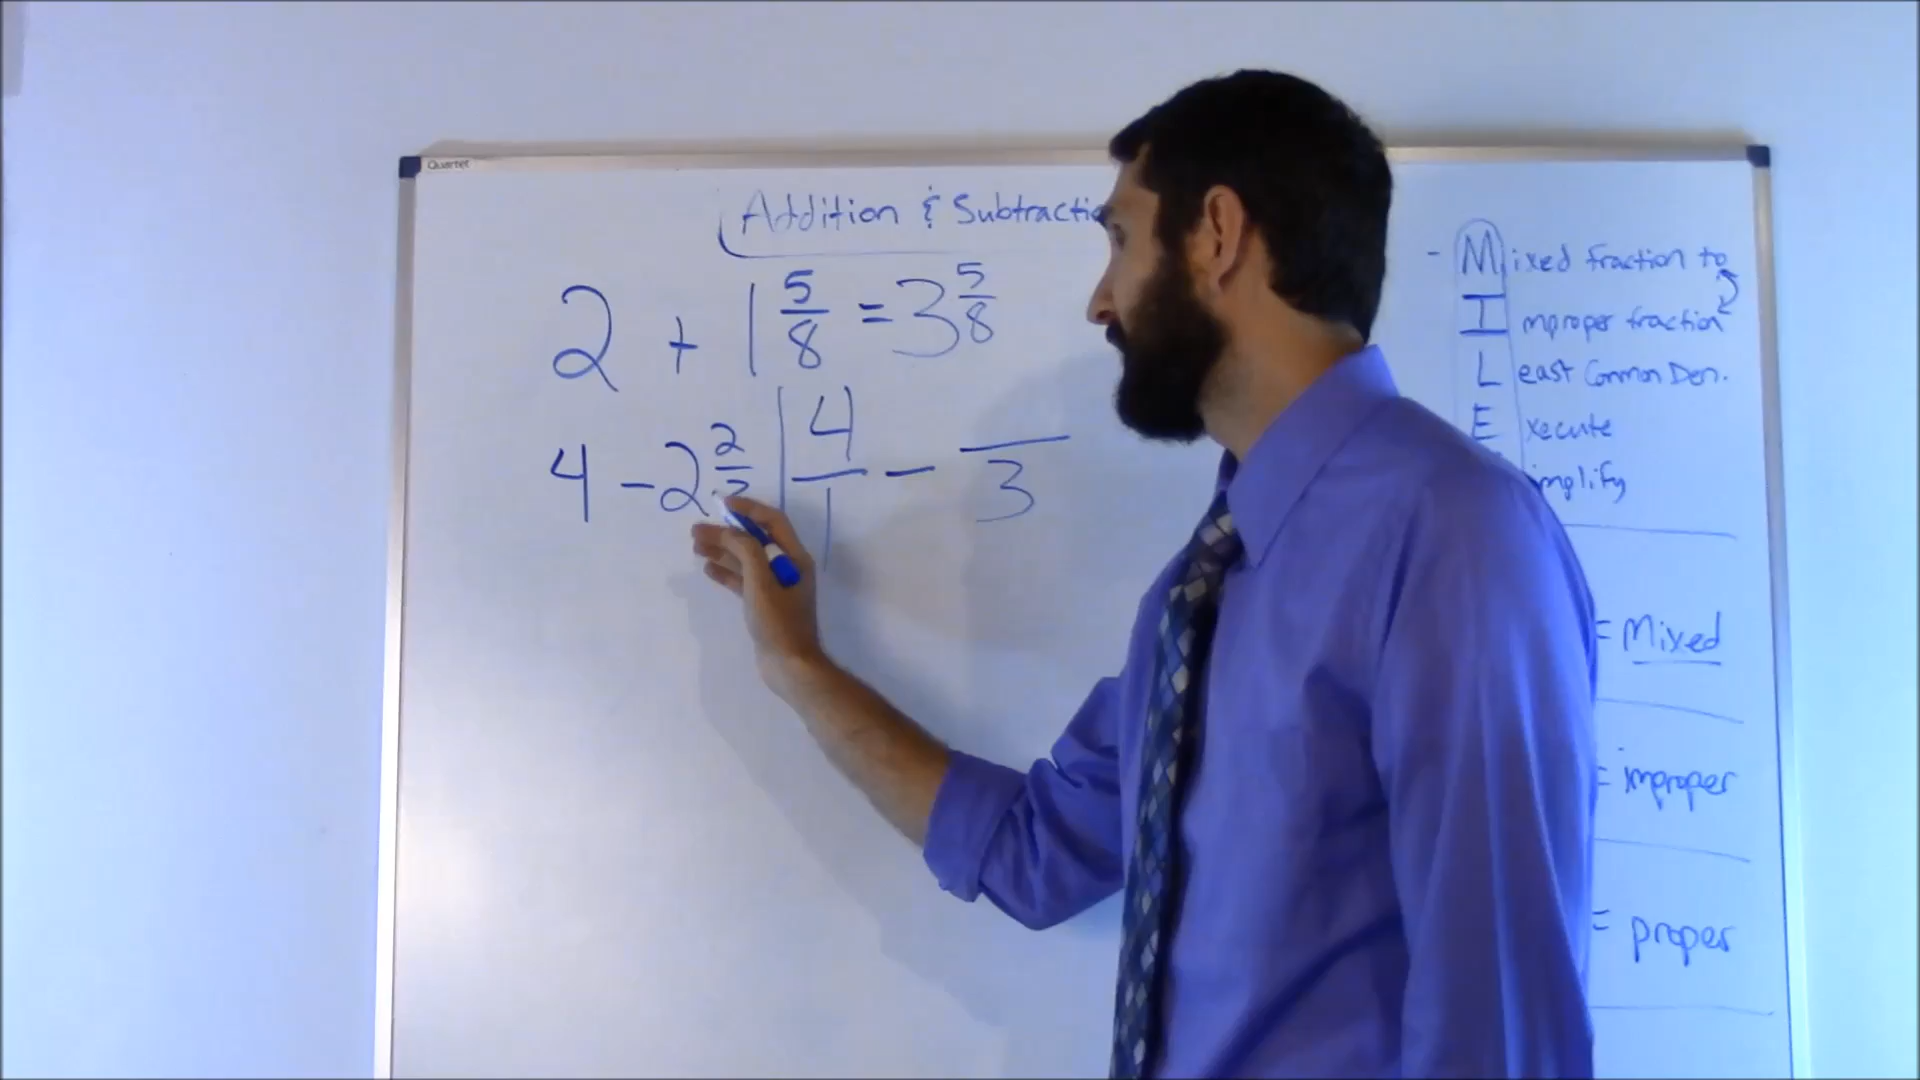 Quartet
Addition & Subtractio
2 + 1 5/8 = 3 5/8
4 - 2 2/3 | 4/1 - /3
- Mixed fraction to
Improper fraction
Least Common Den.
Execute
implify
= Mixed
= improper
= proper